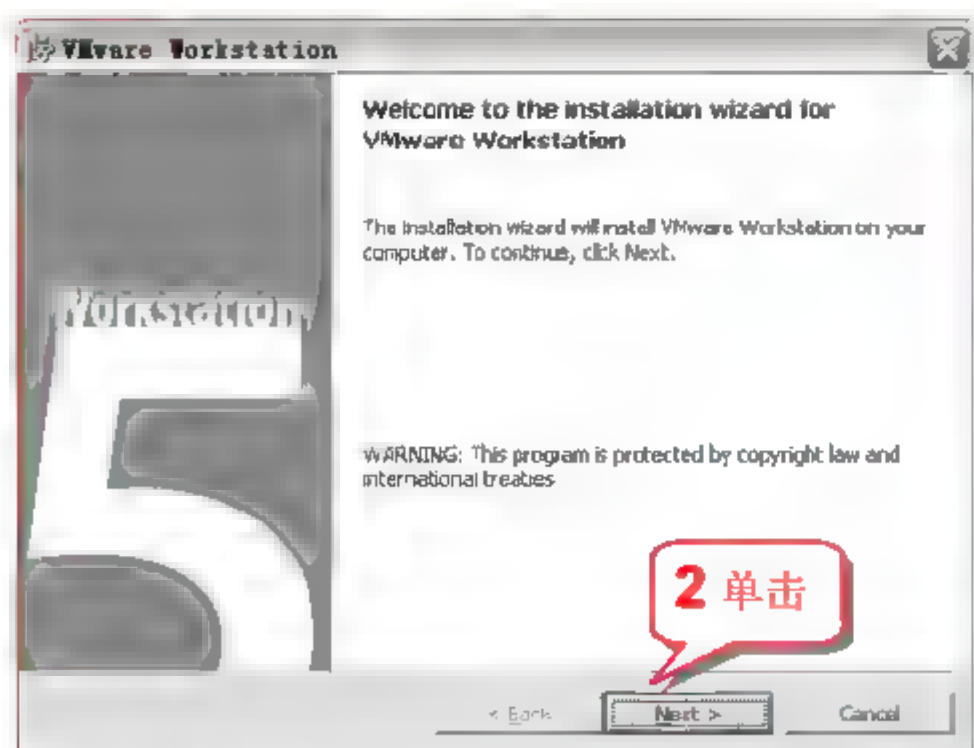 VMware Workstation
Welcome to the installation wizard for
VMware Workstation
The installation wizard will install VMware Workstation on your
computer. To continue, click Next.
Workstation
5
WARNING: This program is protected by copyright law and
international treaties
2 单击
< Back
Next >
Cancel